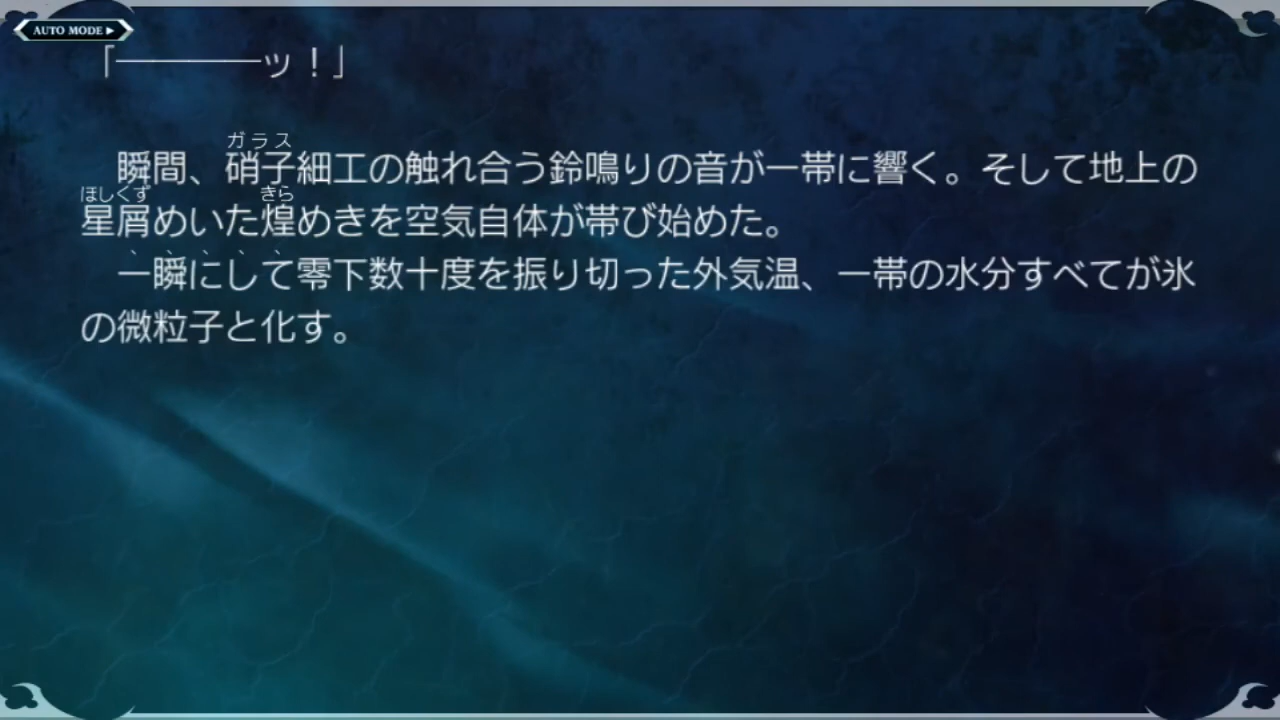 AUTO MODE ▶
「――――ッ！」
瞬間、硝子細工の触れ合う鈴鳴りの音が一帯に響く。そして地上の
ガラス
星屑めいた煌めきを空気自体が帯び始めた。
ほしくず
きら
一瞬にして零下数十度を振り切った外気温、一帯の水分すべてが氷
の微粒子と化す。